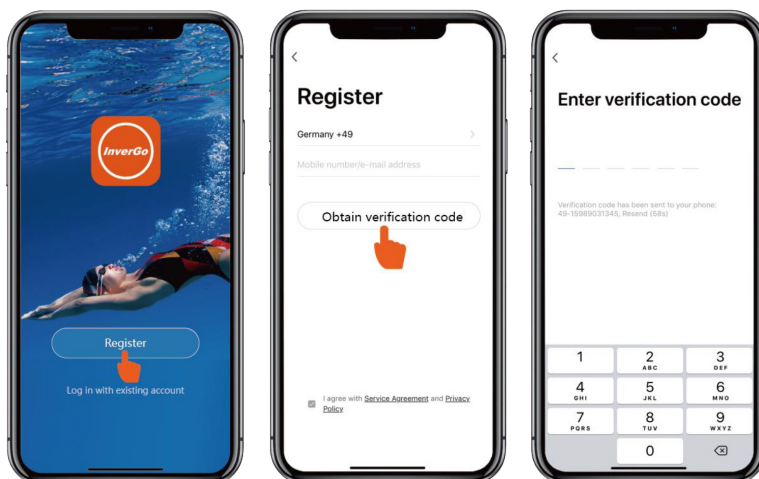 InverGo
Register
Log in with existing account
Register
Germany +49
Mobile number/e-mail address
Obtain verification code
I agree with Service Agreement and Privacy
Policy
Enter verification code
Verification code has been sent to your phone:
49-15989031345, Resend (58s)
1
2
ABC
3
DEF
4
GHI
5
JKL
6
MNO
7
PQRS
8
TUV
9
WXYZ
0